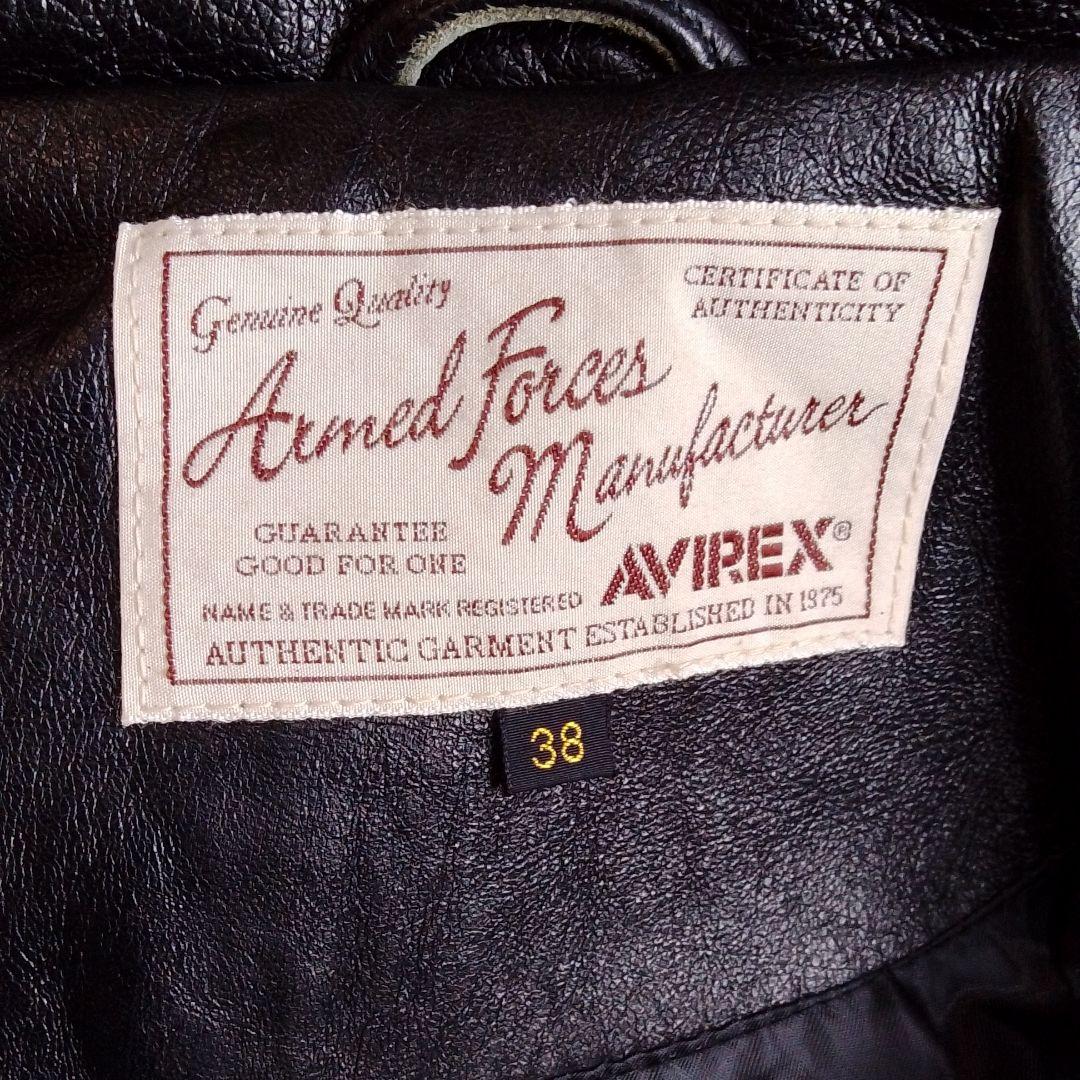 Genuine Quality
CERTIFICATE OF
AUTHENTICITY
Armed Forces
Manufacturer
GUARANTEE
GOOD FOR ONE
AVIREX®
NAME & TRADE MARK REGISTERED
AUTHENTIC GARMENT ESTABLISHED IN 1975
38